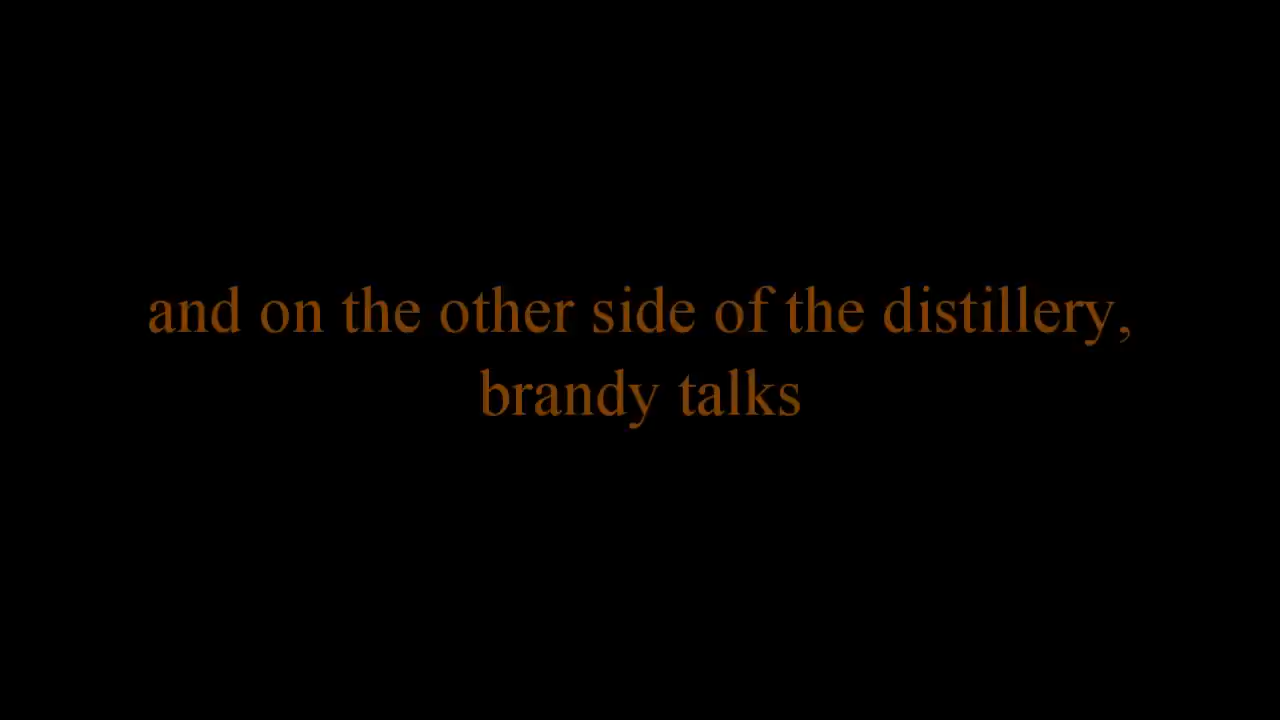 and on the other side of the distillery,
brandy talks